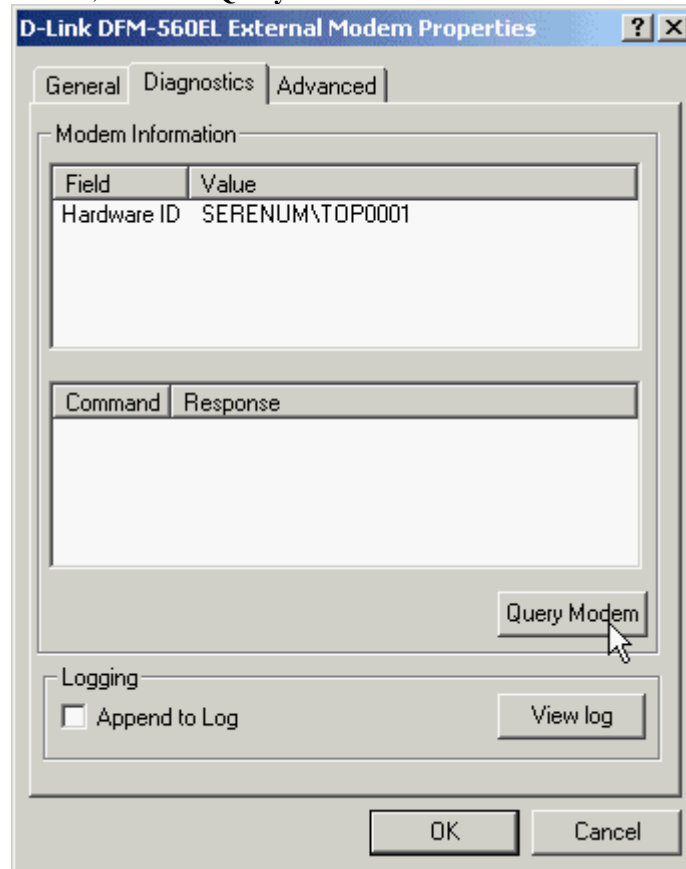 D-Link DFM-560EL External Modem Properties ? X
General Diagnostics Advanced
Modem Information
Field Value
Hardware ID SERENUM\TOP0001
Command Response
Query Modem
Logging
Append to Log View log
OK Cancel